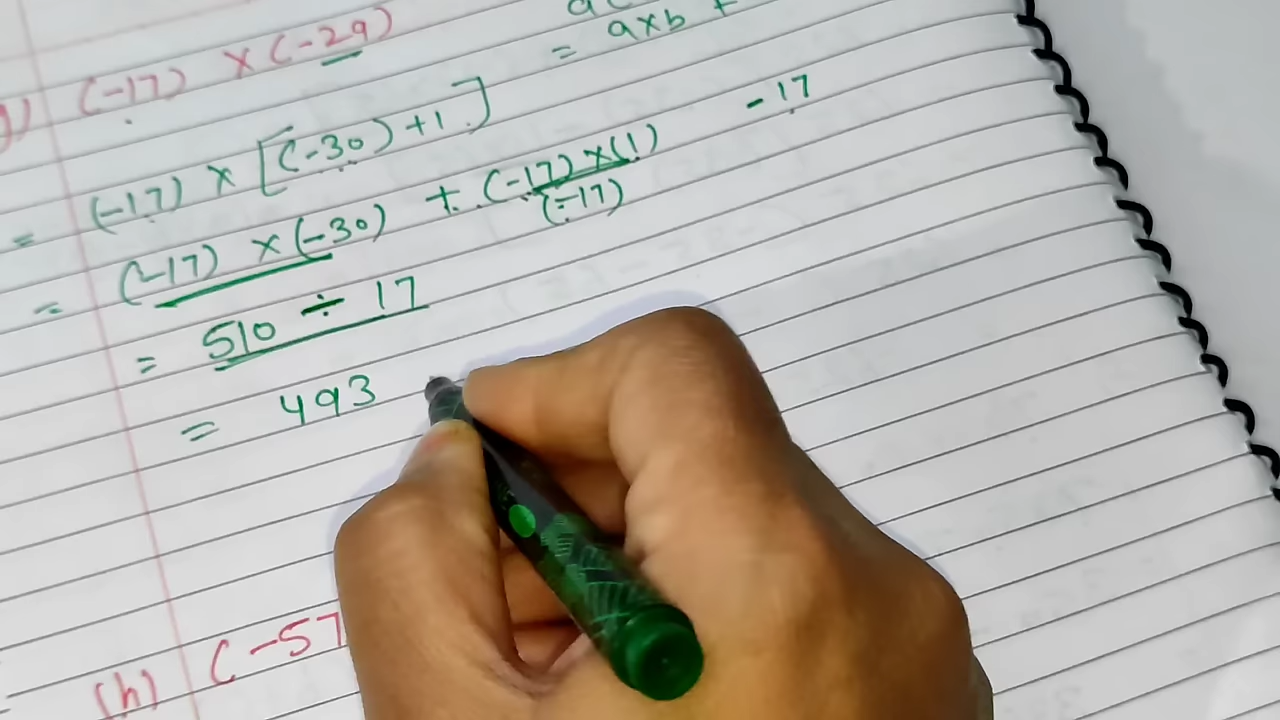 = a×b +
g) (-17) × (-29)
= (-17) × [(-30) +1]
= (-17) × (-30) + (-17) × (1)
(-17)
-17
= 510 ÷ 17
= 493
(h) (-57